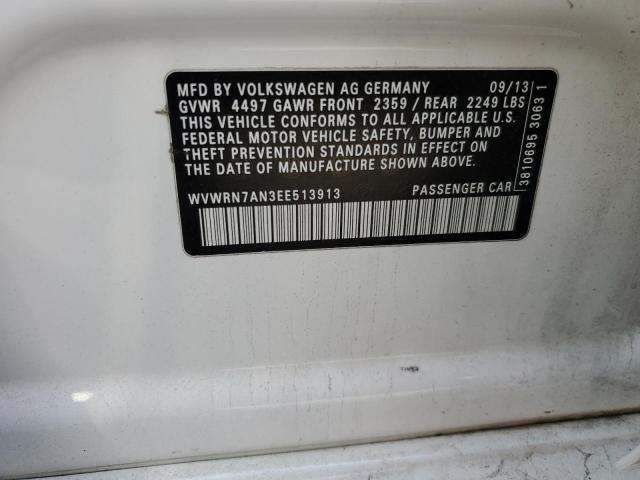 MFD BY VOLKSWAGEN AG GERMANY 09/13
GVWR 4497 GAWR FRONT 2359 / REAR 2249 LBS
THIS VEHICLE CONFORMS TO ALL APPLICABLE U.S.
FEDERAL MOTOR VEHICLE SAFETY, BUMPER AND
THEFT PREVENTION STANDARDS IN EFFECT ON
THE DATE OF MANUFACTURE SHOWN ABOVE.
WVWRN7AN3EE513913 PASSENGER CAR
3810695 3063 1